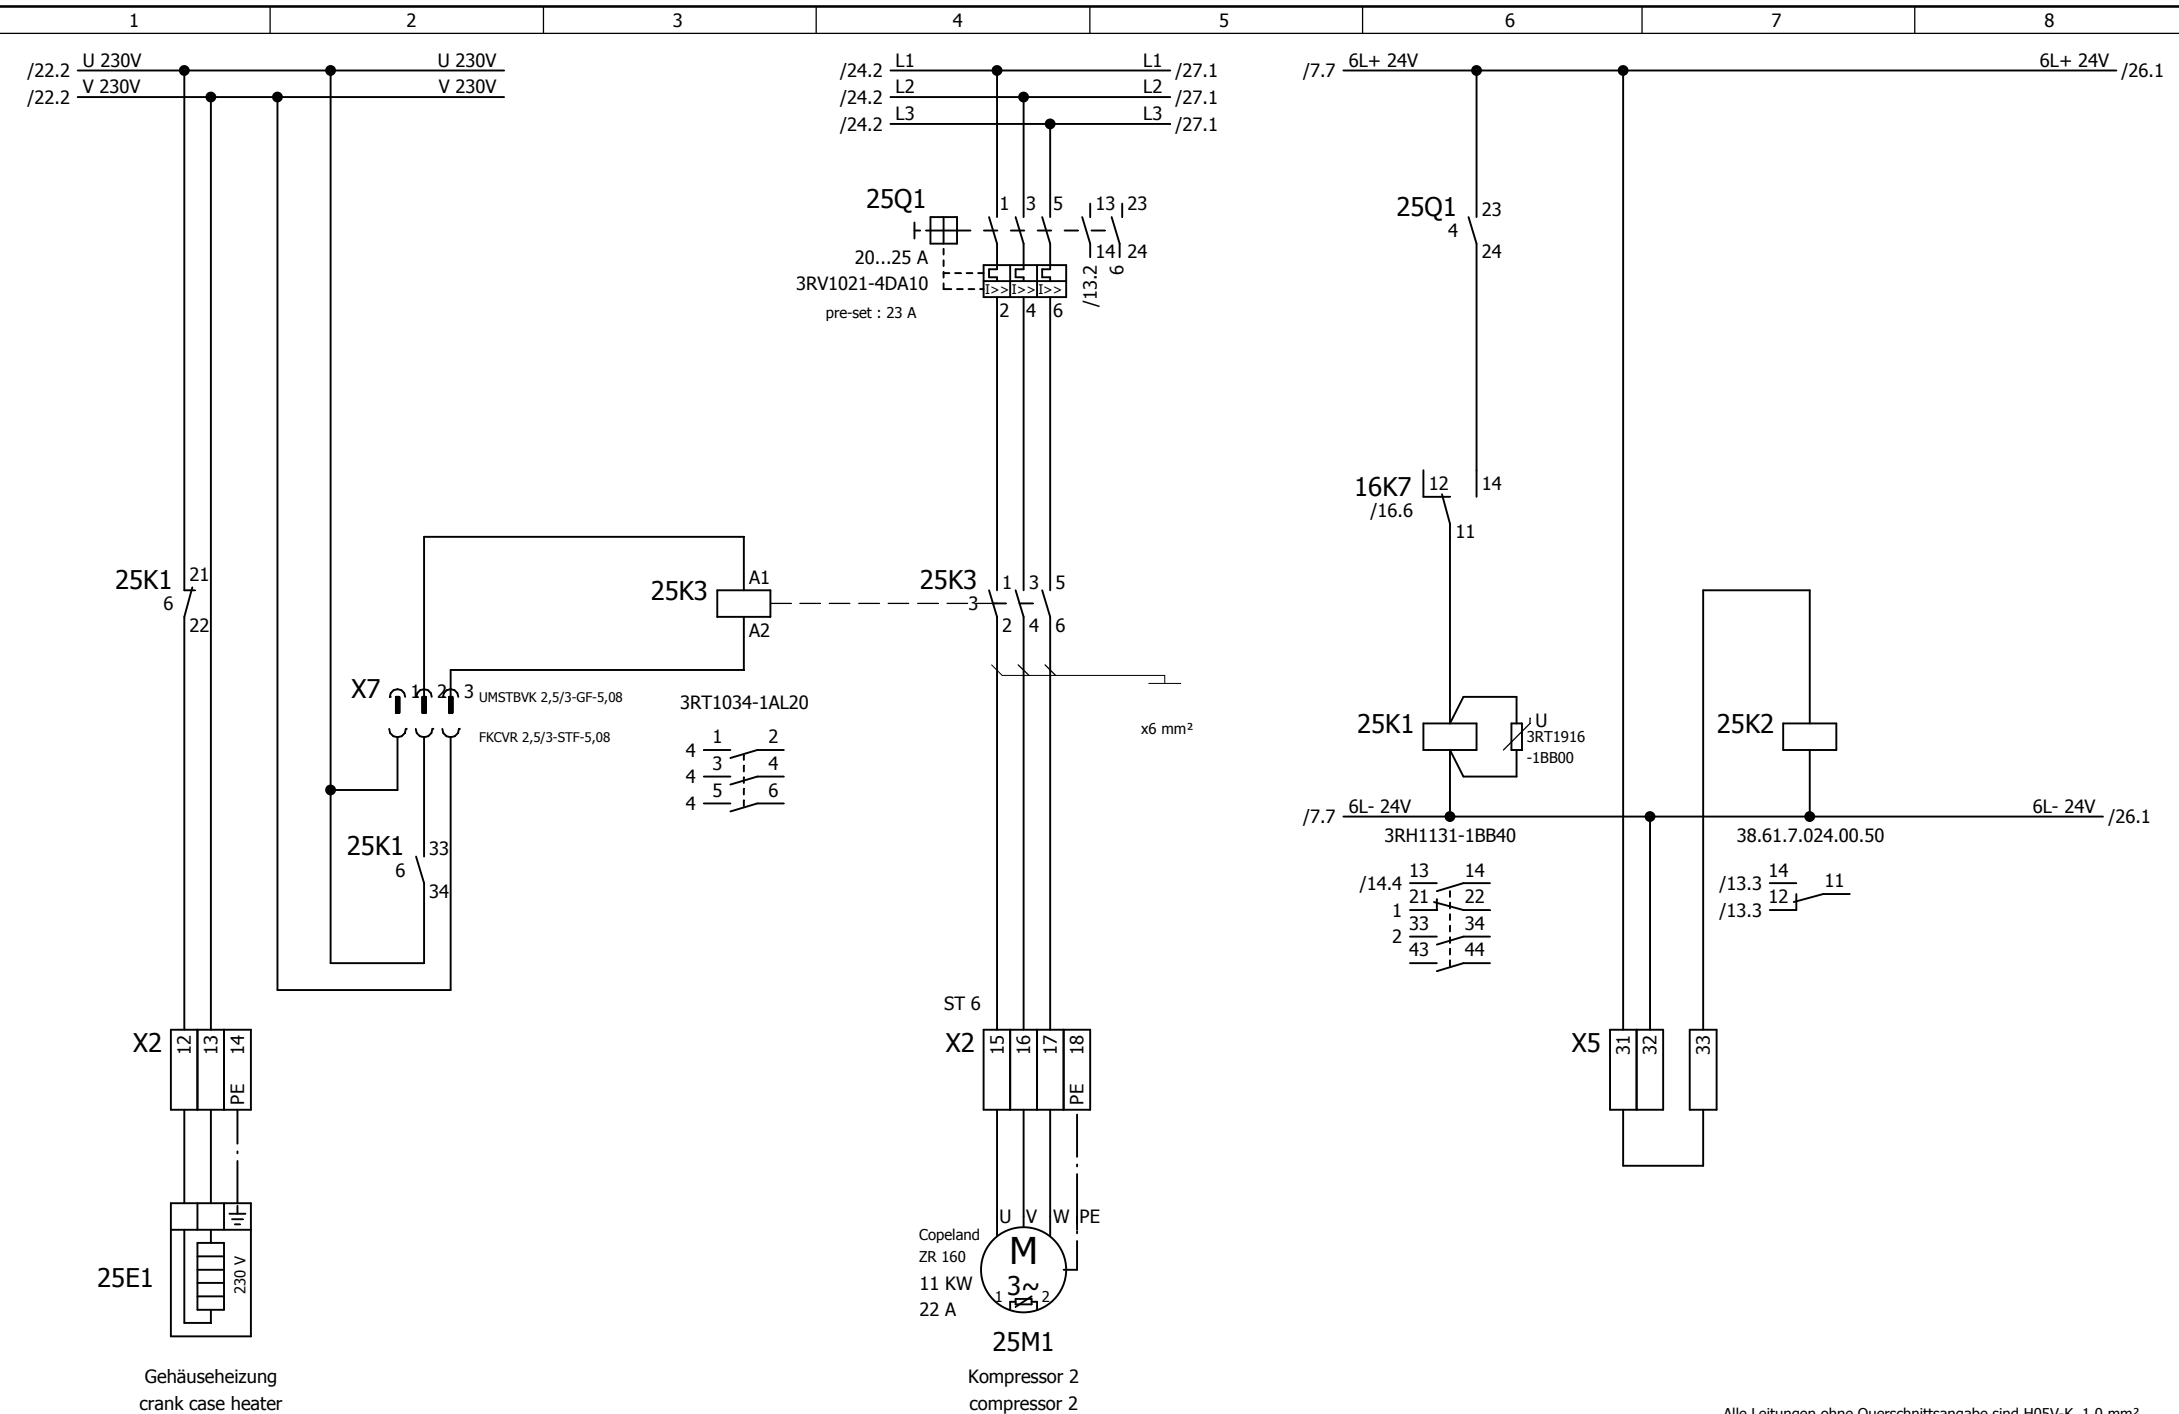 1 2 3 4 5 6 7 8
/22.2 U 230V U 230V
/22.2 V 230V V 230V
/24.2 L1 L1 /27.1
/24.2 L2 L2 /27.1
/24.2 L3 L3 /27.1
/7.7 6L+ 24V 6L+ 24V /26.1
25Q1 1 3 5 13 23
14 24
20...25 A
3RV1021-4DA10
I>> I>> I>>
/13.2 6
pre-set : 23 A
2 4 6
25Q1 23
4
24
16K7 12 14
/16.6
11
25K1 21
6
22
25K3 A1
A2
25K3 1 3 5
3
2 4 6
X7 1 2 3 UMSTBVK 2,5/3-GF-5,08
FKCVR 2,5/3-STF-5,08
3RT1034-1AL20
4 1 2
4 3 4
4 5 6
x6 mm²
25K1 U
3RT1916
-1BB00
25K2
/7.7 6L- 24V 6L- 24V /26.1
25K1 33
6
34
3RH1131-1BB40
/14.4 13 14
1 21 22
2 33 34
43 44
38.61.7.024.00.50
/13.3 14 11
/13.3 12
ST 6
X2 12 13 14
PE
X2 15 16 17 18
PE
X5 31 32 33
25E1 230 V
U V W PE
Copeland
ZR 160
11 KW
22 A
M
3~
1 2
25M1
Gehäuseheizung
crank case heater
Kompressor 2
compressor 2
Alle Leitungen ohne Querschnittsangabe sind H05V-K 1,0 mm²